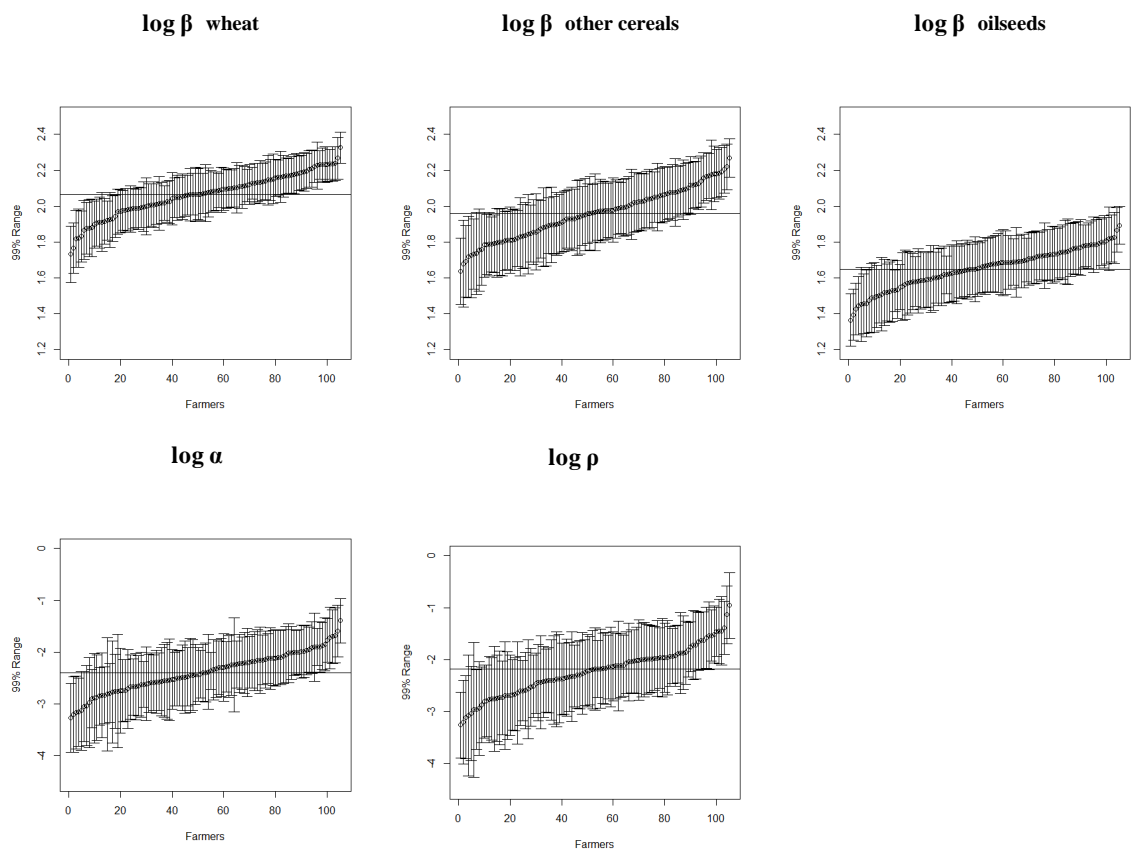 log β wheat
log β other cereals
log β oilseeds
99% Range
1.2 1.4 1.6 1.8 2.0 2.2 2.4
0 20 40 60 80 100
Farmers
99% Range
1.2 1.4 1.6 1.8 2.0 2.2 2.4
0 20 40 60 80 100
Farmers
99% Range
1.2 1.4 1.6 1.8 2.0 2.2 2.4
0 20 40 60 80 100
Farmers
log α
log ρ
99% Range
-4 -3 -2 -1 0
0 20 40 60 80 100
Farmers
99% Range
-4 -3 -2 -1 0
0 20 40 60 80 100
Farmers